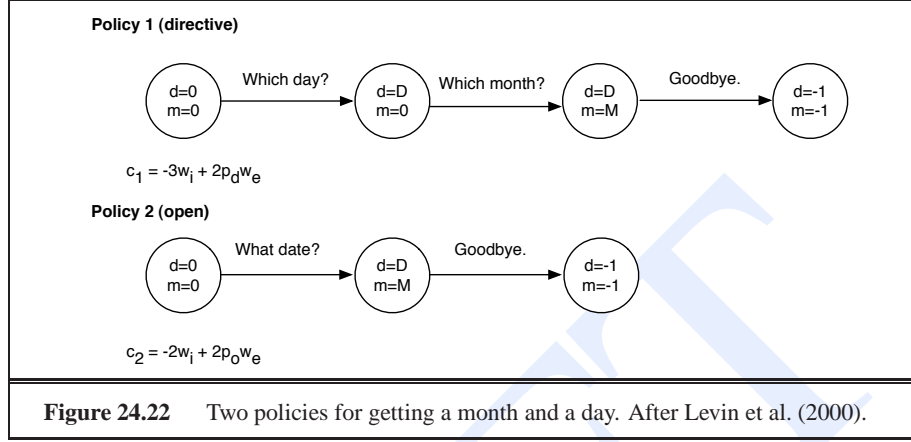 Policy 1 (directive)
Which day? Which month? Goodbye.
d=0 d=D d=D d=-1
m=0 m=0 m=M m=-1
c1 = -3wi + 2pdwe
Policy 2 (open)
What date? Goodbye.
d=0 d=D d=-1
m=0 m=M m=-1
c2 = -2wi + 2powe
Figure 24.22 Two policies for getting a month and a day. After Levin et al. (2000).